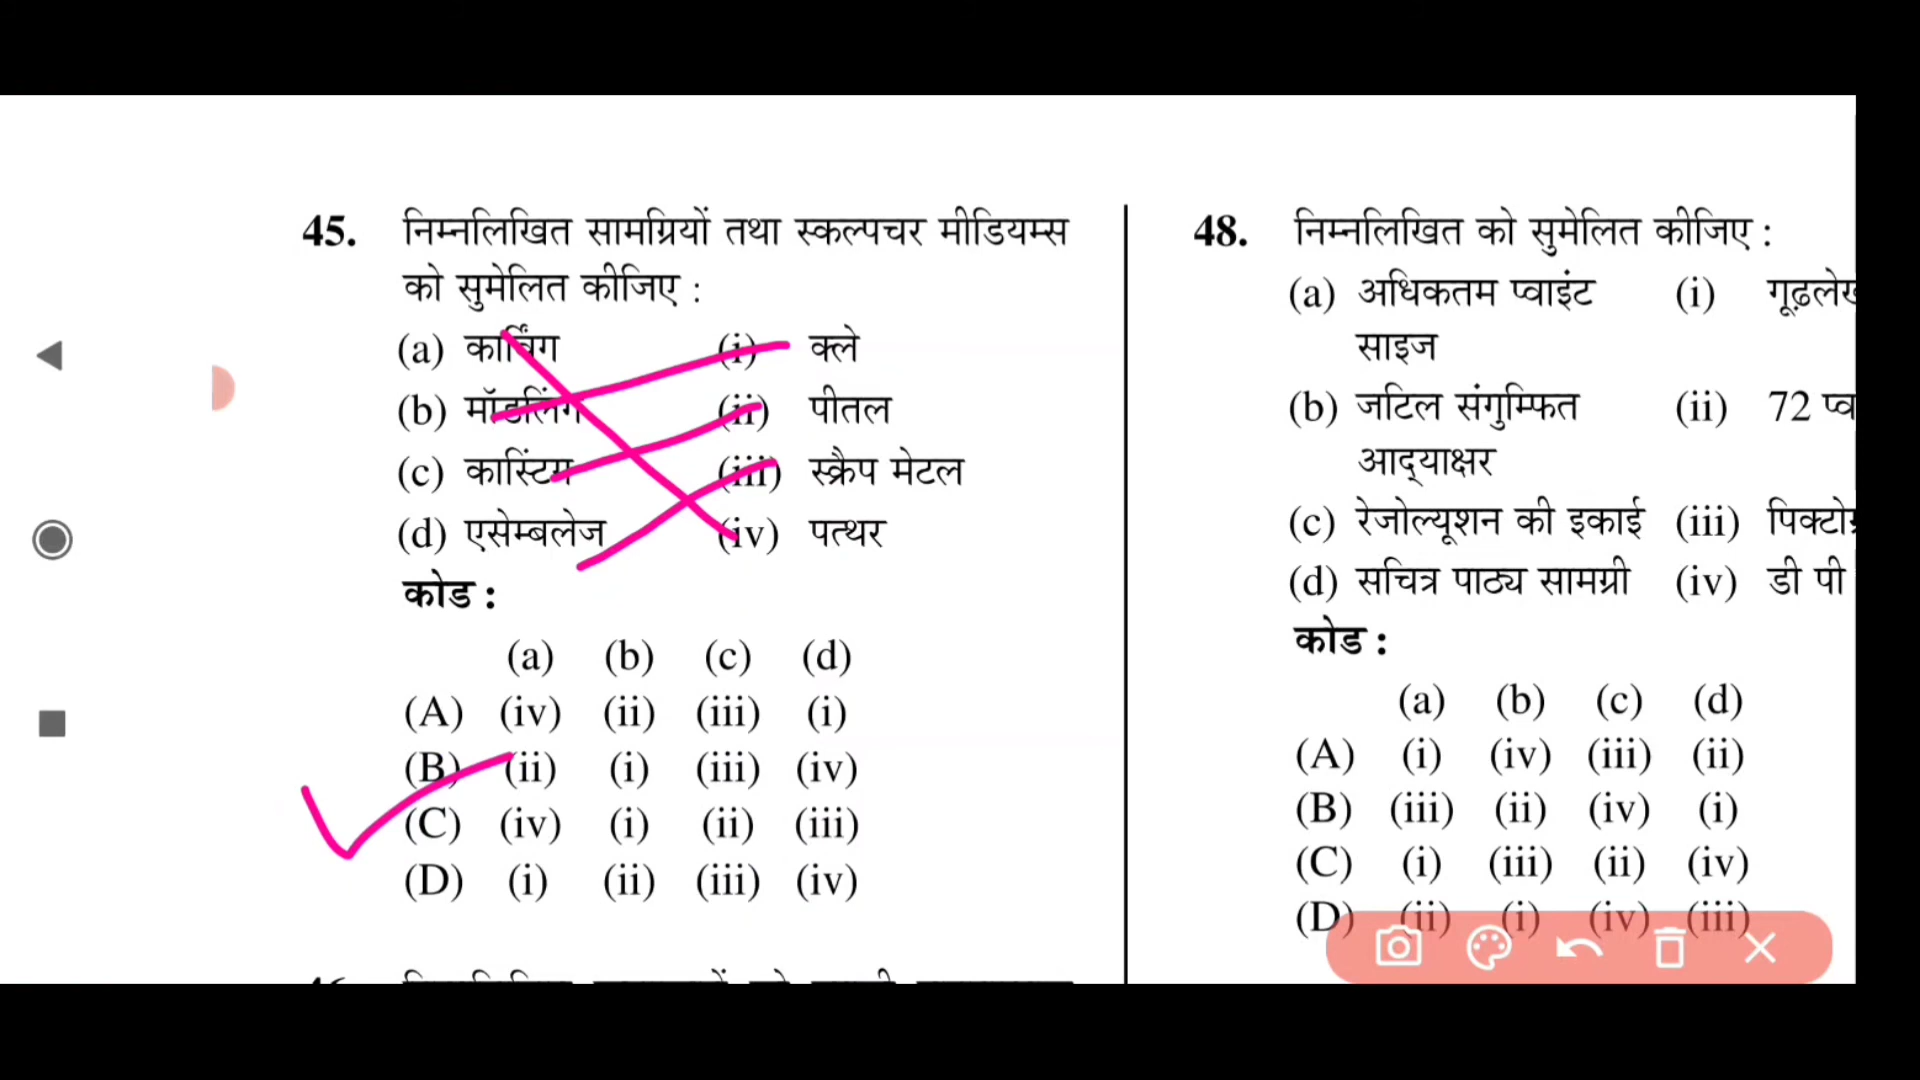 45. निम्नलिखित सामग्रियों तथा स्कल्पचर मीडियम्स
को सुमेलित कीजिए :
(a) कार्विंग (i) क्ले
(b) मॉडलिंग (ii) पीतल
(c) कास्टिंग (iii) स्क्रैप मेटल
(d) एसेम्बलेज (iv) पत्थर
कोड :
(a) (b) (c) (d)
(A) (iv) (ii) (iii) (i)
(B) (ii) (i) (iii) (iv)
(C) (iv) (i) (ii) (iii)
(D) (i) (ii) (iii) (iv)
48. निम्नलिखित को सुमेलित कीजिए :
(a) अधिकतम प्वाइंट (i)
साइज
(b) जटिल संगुम्फित (ii) 72
आद्याक्षर
(c) रेजोल्यूशन की इकाई (iii)
(d) सचित्र पाठ्य सामग्री (iv) डी पी
कोड :
(a) (b) (c) (d)
(A) (i) (iv) (iii) (ii)
(B) (iii) (ii) (iv) (i)
(C) (i) (iii) (ii) (iv)
(D) (ii) (i) (iv) (iii)